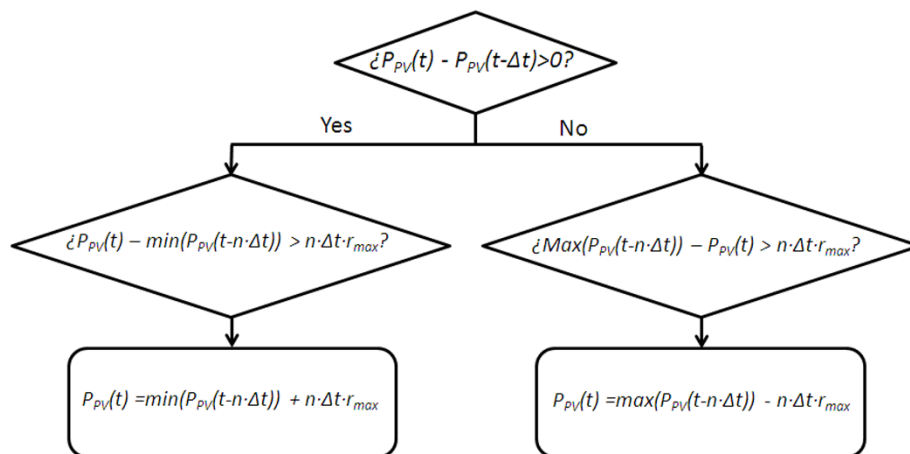 ¿P_PV(t) - P_PV(t-Δt)>0?
Yes
No
¿P_PV(t) – min(P_PV(t-n·Δt)) > n·Δt·r_max?
¿Max(P_PV(t-n·Δt)) – P_PV(t) > n·Δt·r_max?
P_PV(t) =min(P_PV(t-n·Δt)) + n·Δt·r_max
P_PV(t) =max(P_PV(t-n·Δt)) - n·Δt·r_max